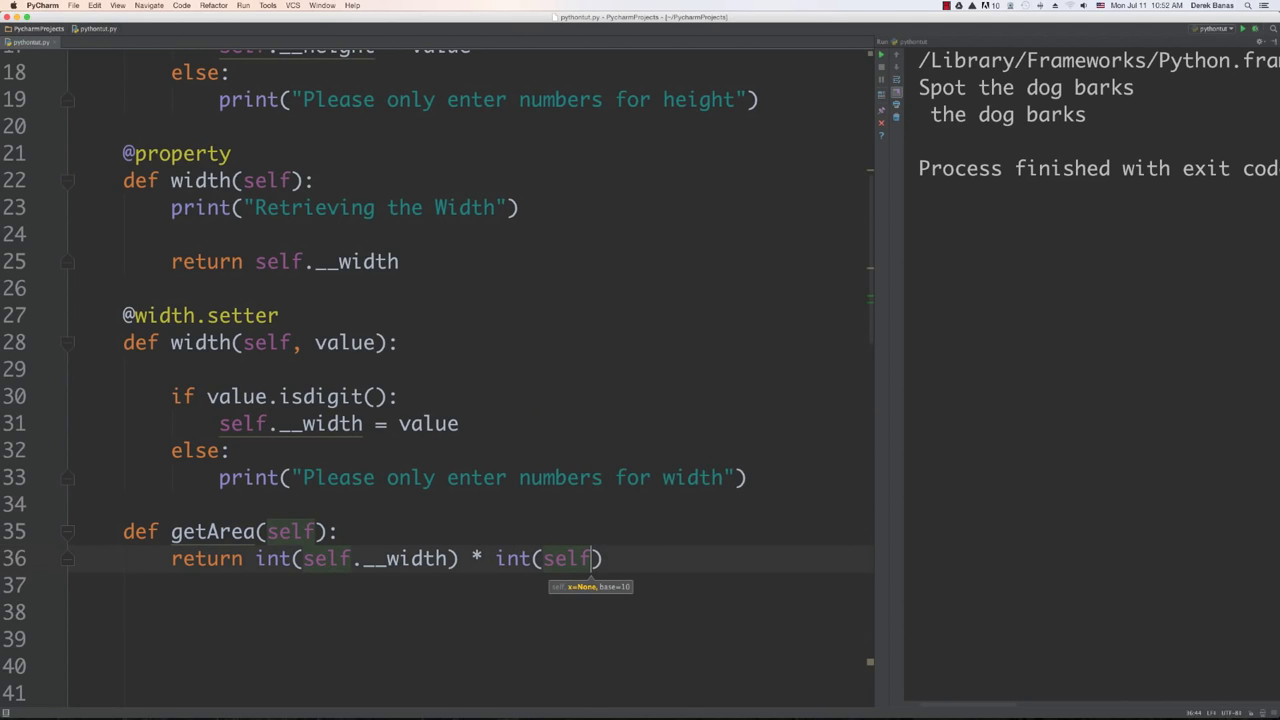 PyCharm File Edit View Navigate Code Refactor Run Tools VCS Window Help 10 Mon Jul 11 10:52 AM Derek Banas
pythontut.py - PycharmProjects - [~/PycharmProjects]
PycharmProjects pythontut.py pythontut
pythontut.py
Run pythontut
self.__height = value
18 else:
19 print("Please only enter numbers for height")
20
21 @property
22 def width(self):
23 print("Retrieving the Width")
24
25 return self.__width
26
27 @width.setter
28 def width(self, value):
29
30 if value.isdigit():
31 self.__width = value
32 else:
33 print("Please only enter numbers for width")
34
35 def getArea(self):
36 return int(self.__width) * int(self)
self, x=None, base=10
37
38
39
40
41
/Library/Frameworks/Python.fra
Spot the dog barks
the dog barks
Process finished with exit cod
36:44 LF UTF-8